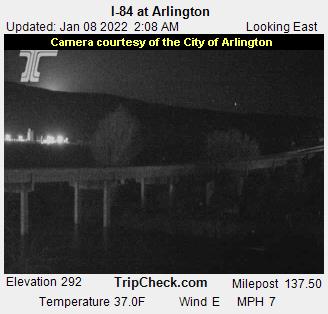 I-84 at Arlington
Updated: Jan 08 2022 2:08 AM Looking East
Camera courtesy of the City of Arlington
Elevation 292 TripCheck.com Milepost 137.50
Temperature 37.0F Wind E MPH 7